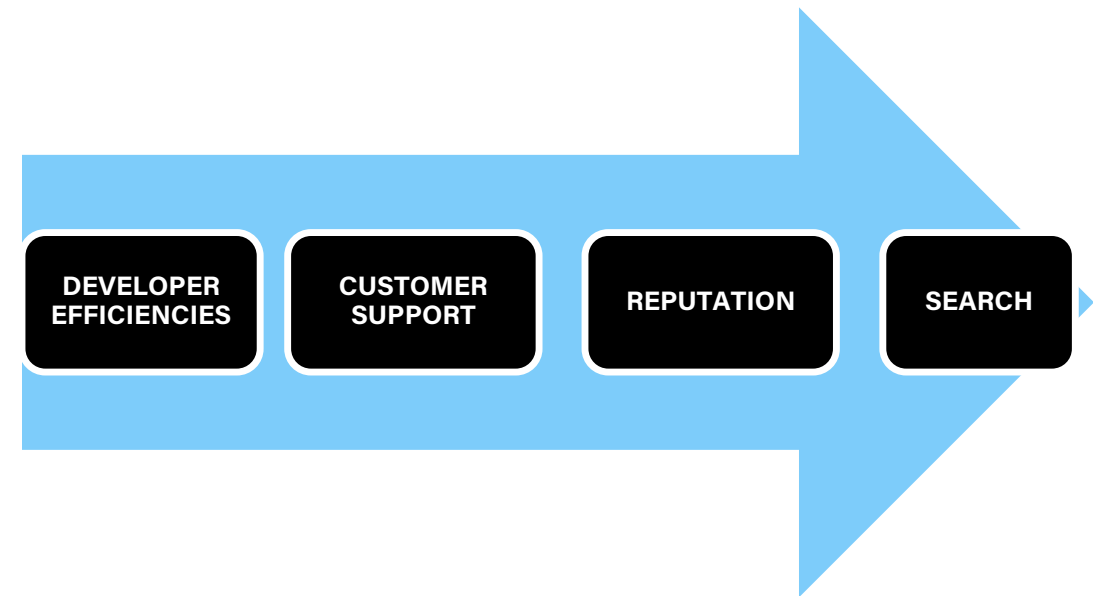 DEVELOPER
EFFICIENCIES
CUSTOMER
SUPPORT
REPUTATION
SEARCH